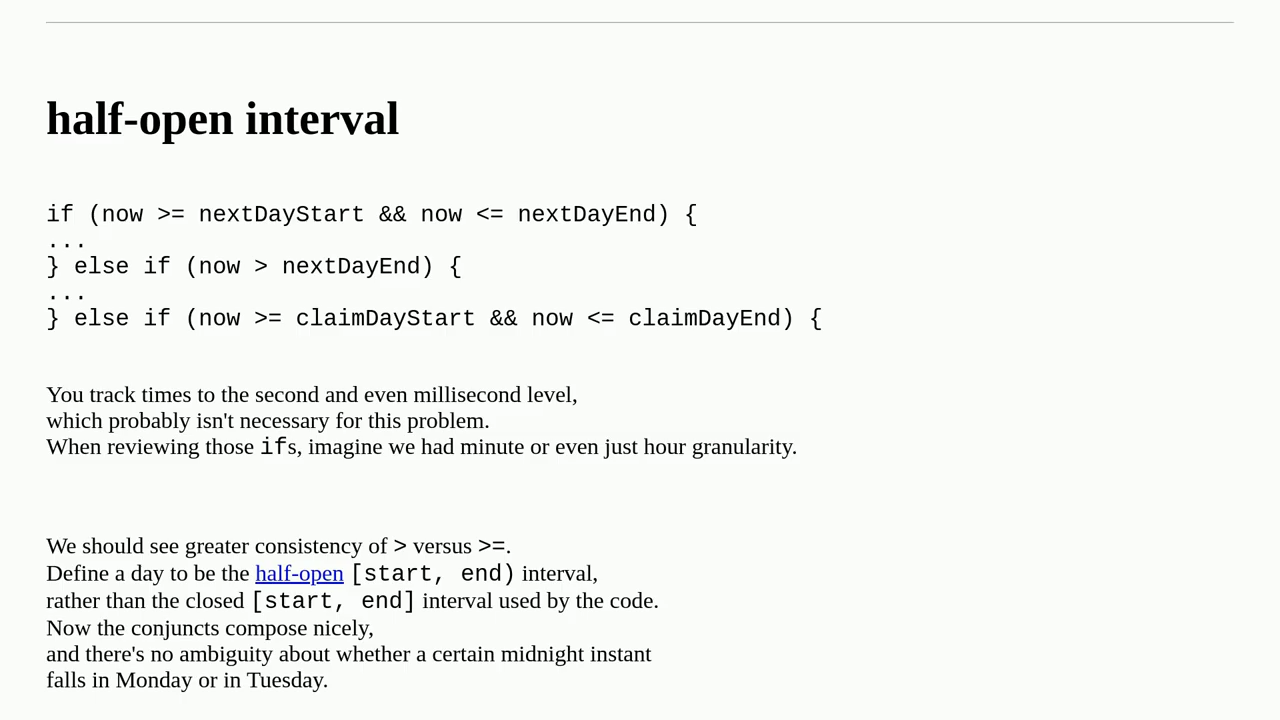 half-open interval
if (now >= nextDayStart && now <= nextDayEnd) {
...
} else if (now > nextDayEnd) {
...
} else if (now >= claimDayStart && now <= claimDayEnd) {
You track times to the second and even millisecond level,
which probably isn't necessary for this problem.
When reviewing those ifs, imagine we had minute or even just hour granularity.
We should see greater consistency of > versus >=.
Define a day to be the half-open [start, end) interval,
rather than the closed [start, end] interval used by the code.
Now the conjuncts compose nicely,
and there's no ambiguity about whether a certain midnight instant
falls in Monday or in Tuesday.